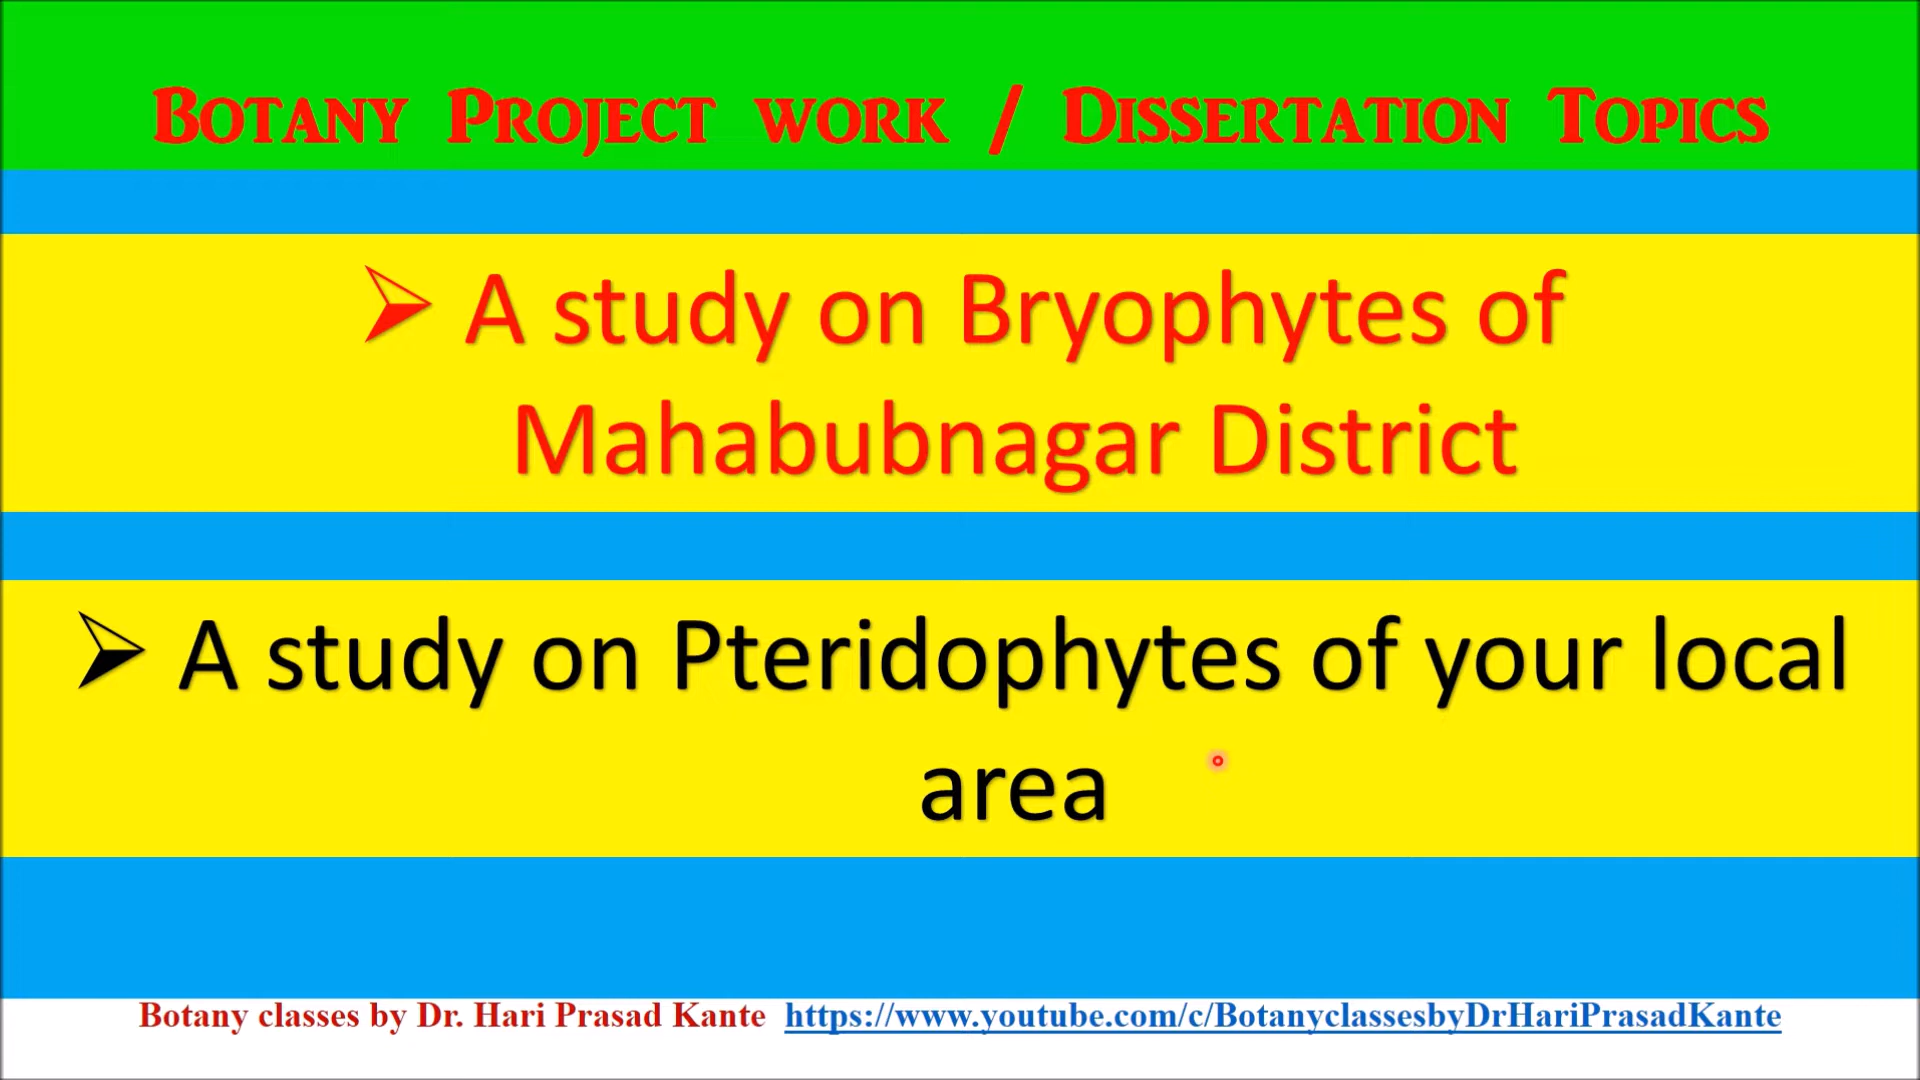 Botany Project work / Dissertation Topics
➢ A study on Bryophytes of
Mahabubnagar District
➢ A study on Pteridophytes of your local
area
Botany classes by Dr. Hari Prasad Kante https://www.youtube.com/c/BotanyclassesbyDrHariPrasadKante